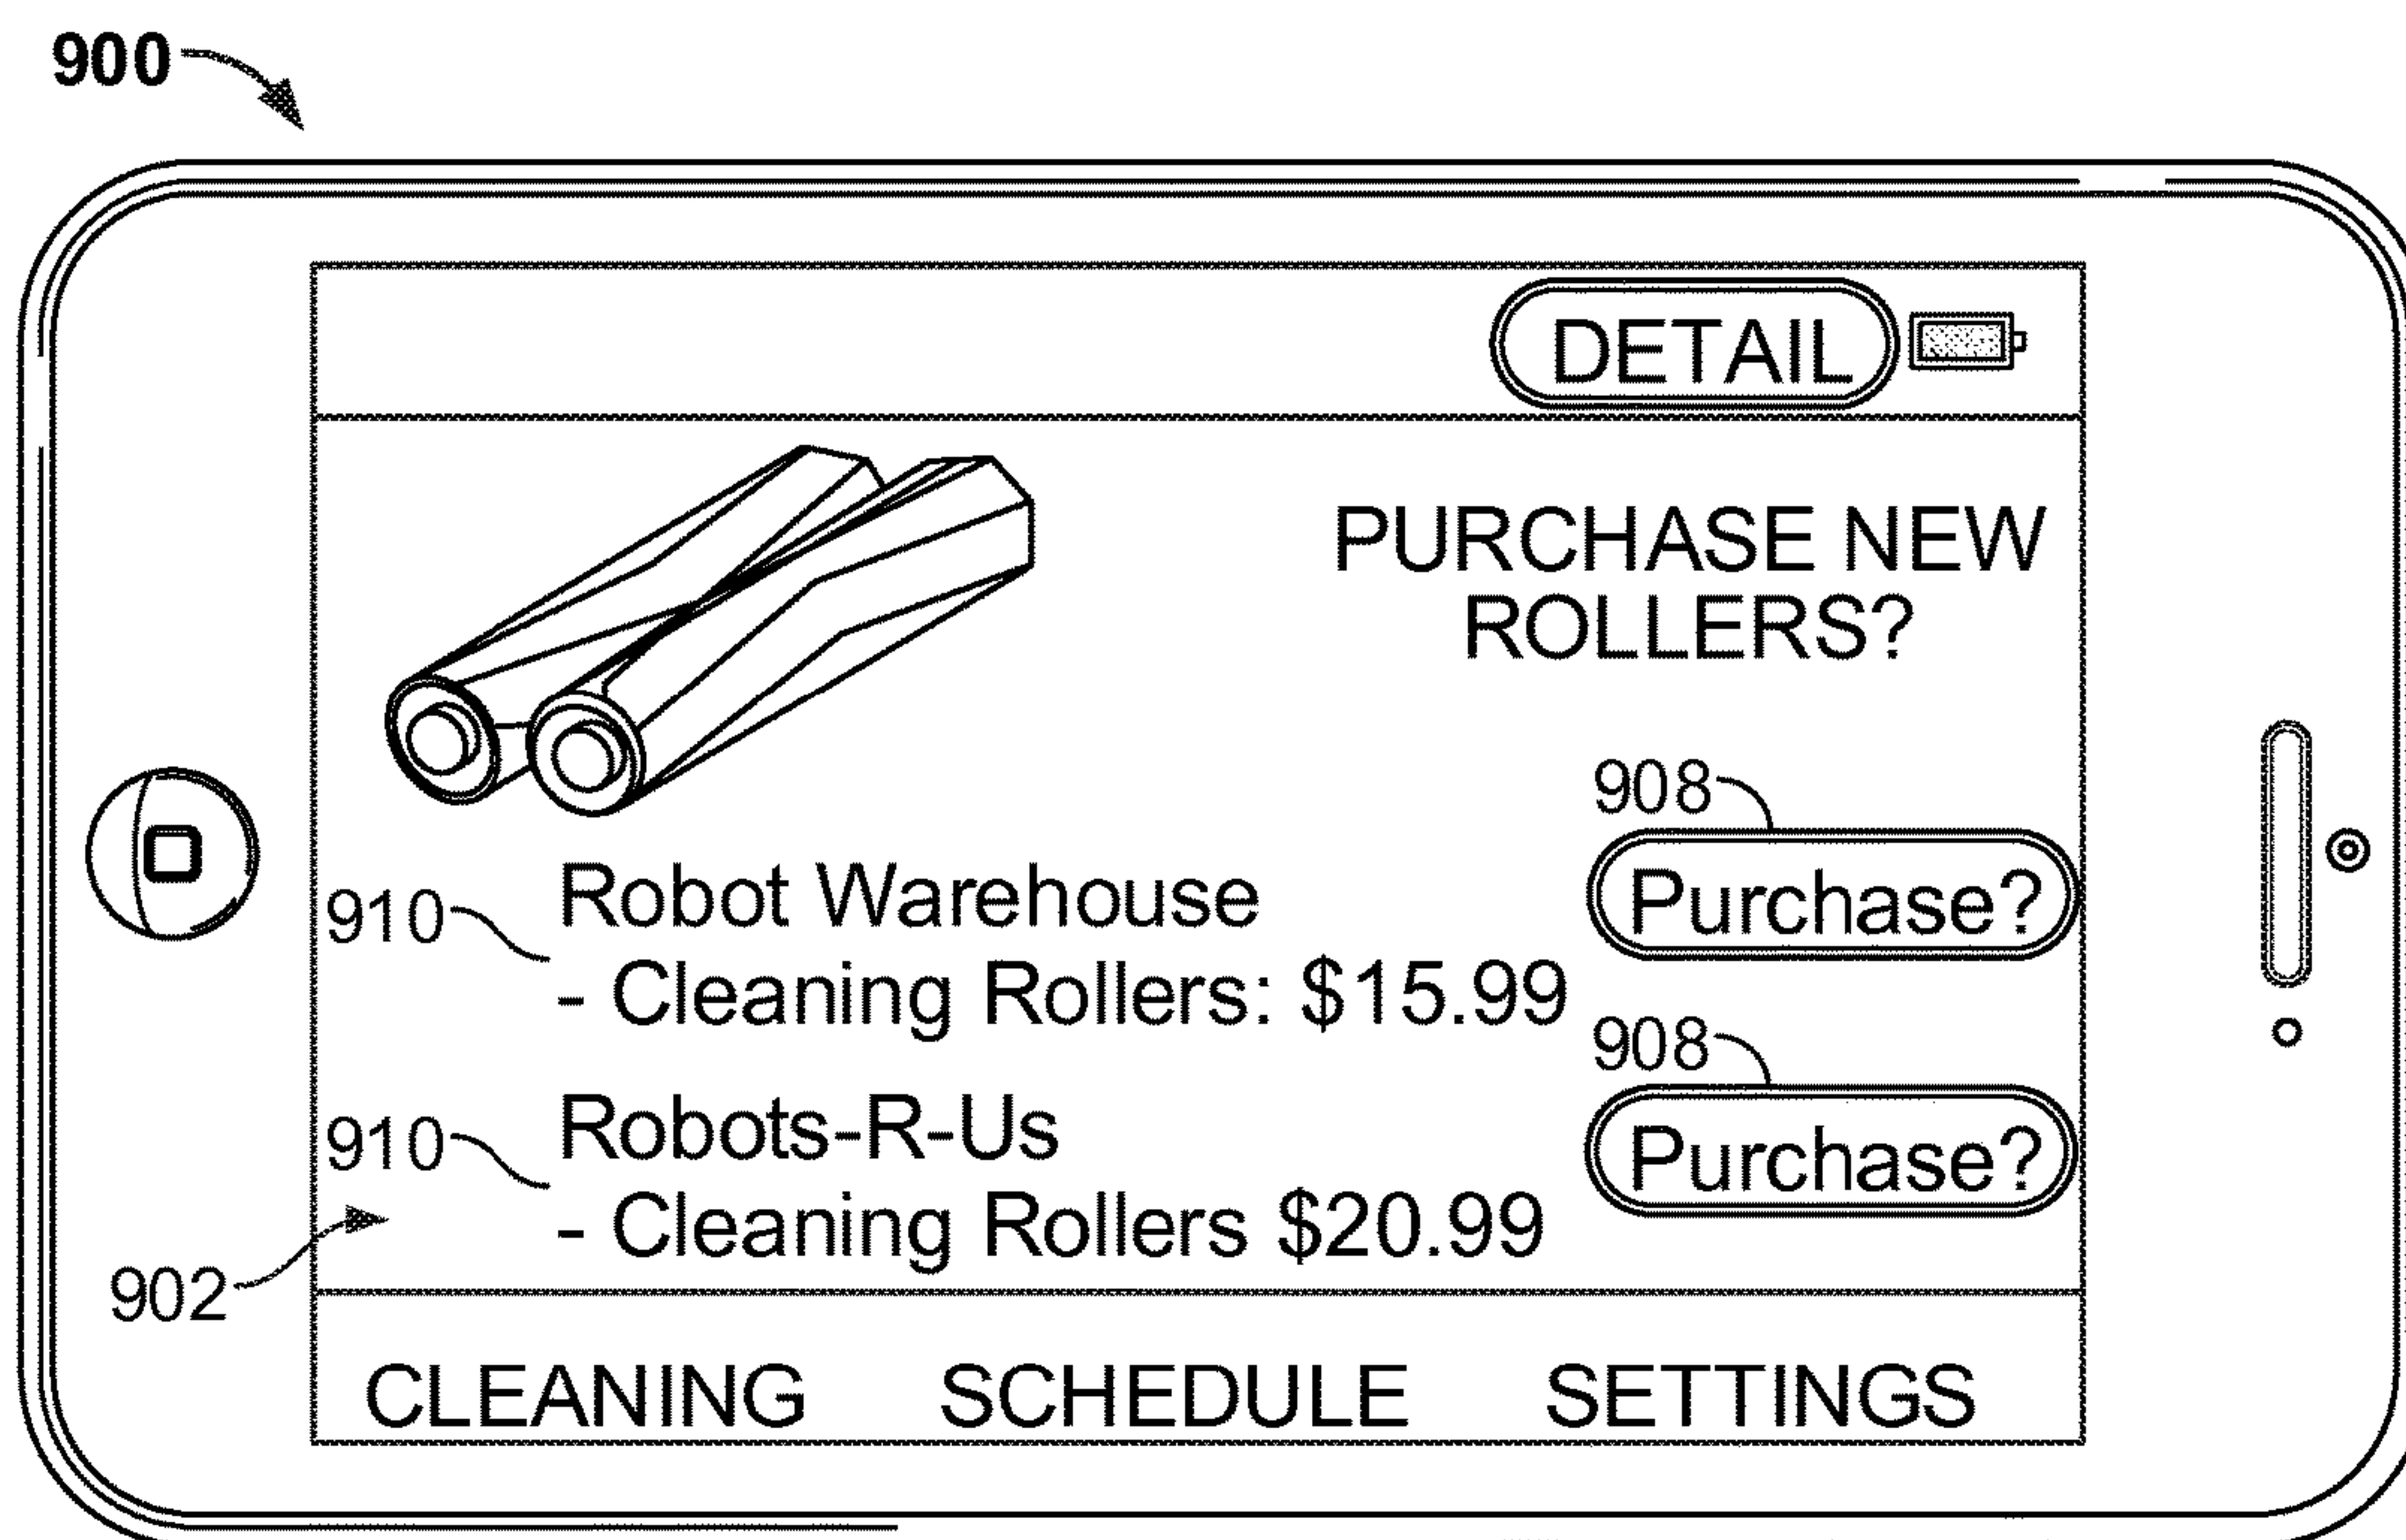 900
DETAIL
PURCHASE NEW
ROLLERS?
908
Purchase?
910
Robot Warehouse
- Cleaning Rollers: $15.99
908
Purchase?
910
Robots-R-Us
- Cleaning Rollers $20.99
902
CLEANING SCHEDULE SETTINGS